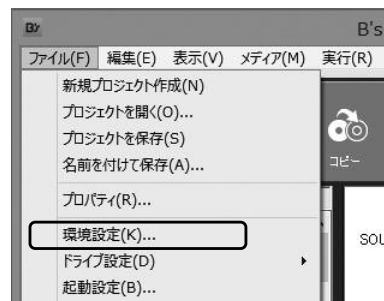 B's
ファイル(F) 編集(E) 表示(V) メディア(M) 実行(R)
新規プロジェクト作成(N)
プロジェクトを開く(O)...
プロジェクトを保存(S)
名前を付けて保存(A)...
コピー
プロパティ(R)...
環境設定(K)...
SOU
ドライブ設定(D)
起動設定(B)...